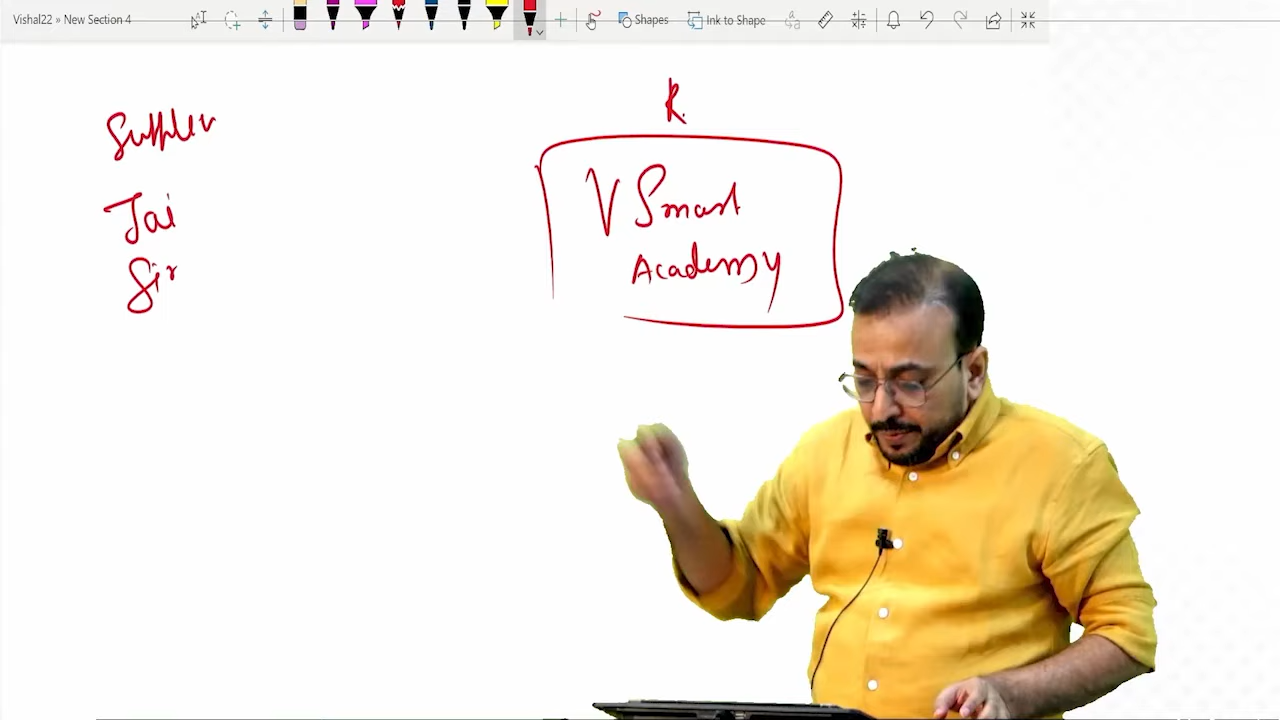 Vishal22 » New Section 4
Shapes
Ink to Shape
R.
Supplier
V Smart
Academy
Jai
Sir